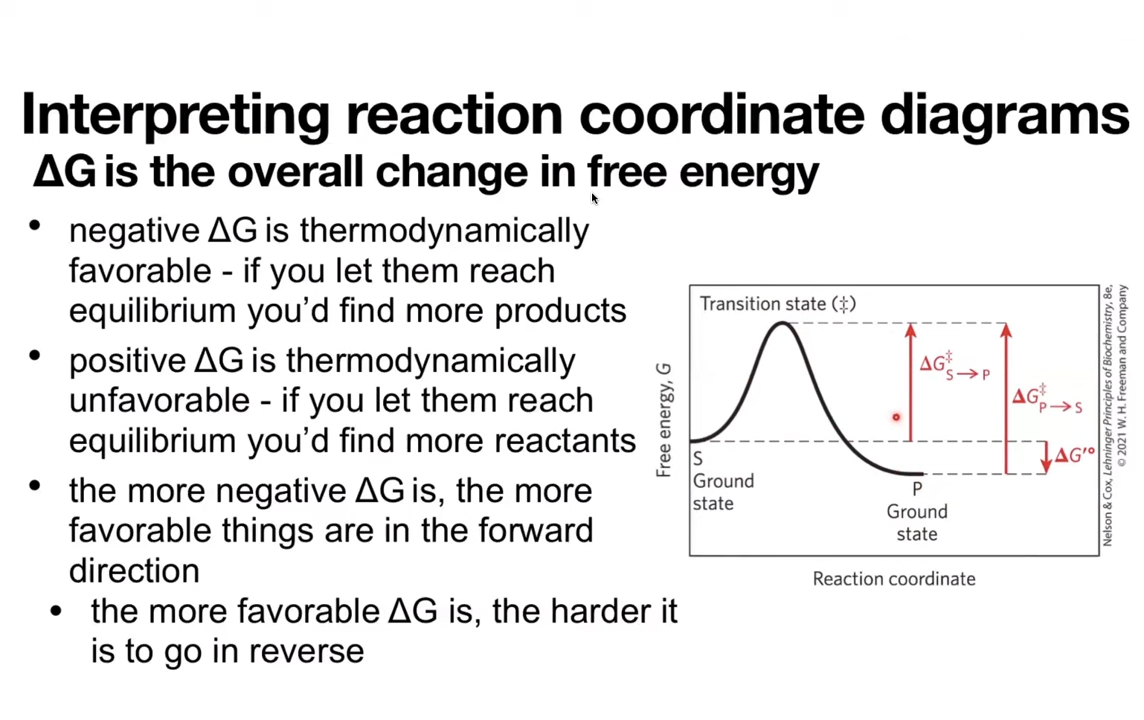 Interpreting reaction coordinate diagrams
ΔG is the overall change in free energy
• negative ΔG is thermodynamically
favorable - if you let them reach
equilibrium you’d find more products
• positive ΔG is thermodynamically
unfavorable - if you let them reach
equilibrium you’d find more reactants
• the more negative ΔG is, the more
favorable things are in the forward
direction
• the more favorable ΔG is, the harder it
is to go in reverse
Transition state (‡)
Free energy, G
ΔG‡S→P
ΔG‡P→S
ΔG′°
S
Ground
state
P
Ground
state
Reaction coordinate
Nelson & Cox, Lehninger Principles of Biochemistry, 8e,
© 2021 W. H. Freeman and Company